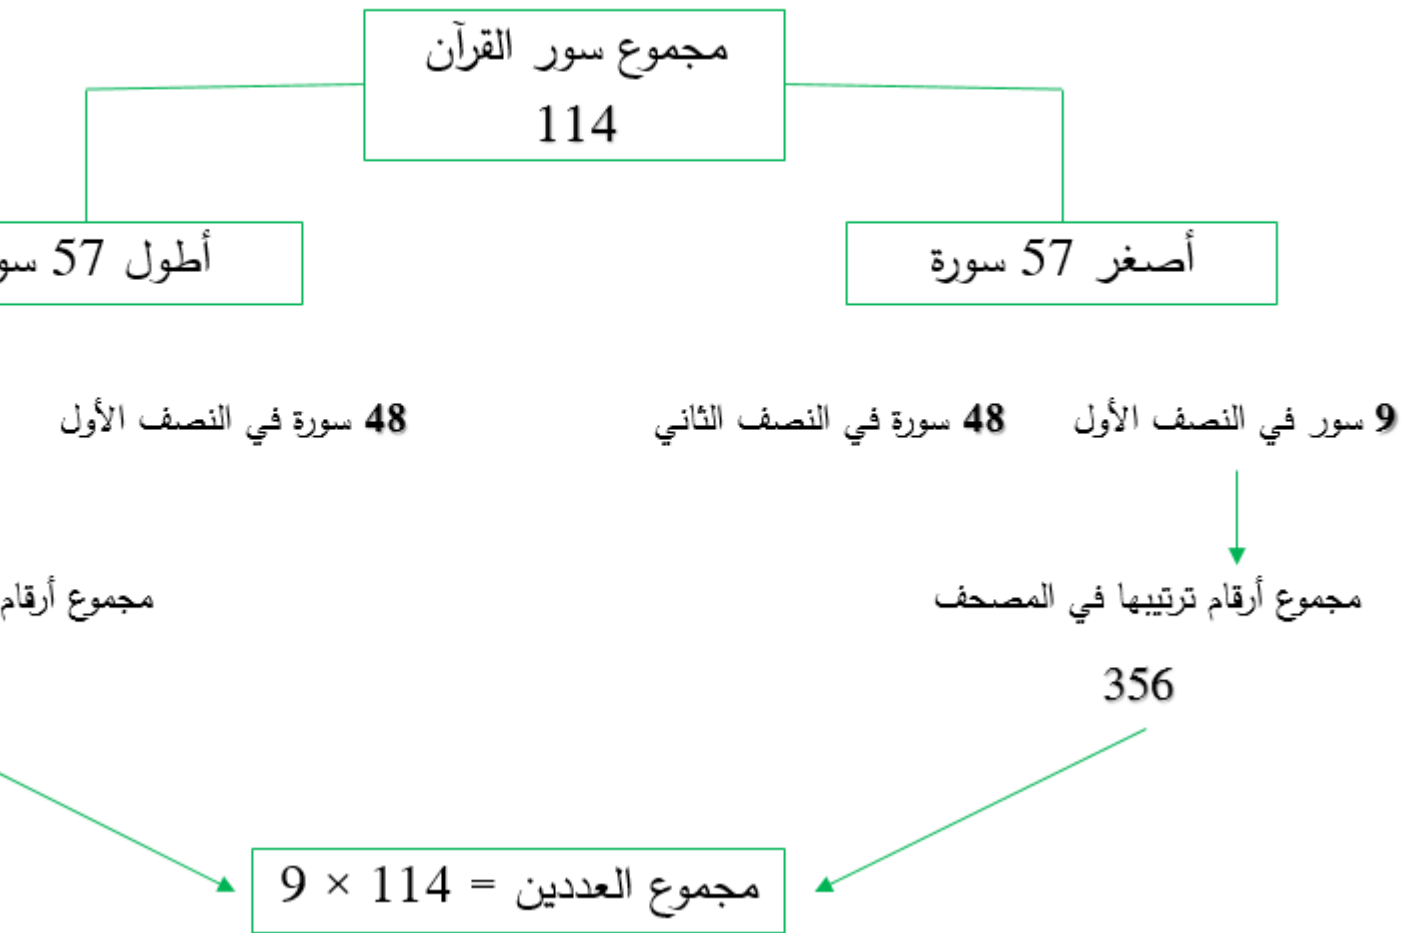 مجموع سور القرآن
114
أصغر 57 سورة
أطول 57
9 سور في النصف الأول
48 سورة في النصف الثاني
48 سورة في النصف الأول
مجموع أرقام ترتيبها في المصحف
مجموع أرقام
356
مجموع العددين = 114 × 9